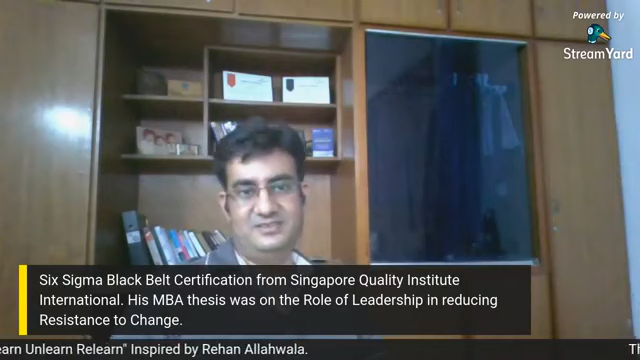 Powered by
StreamYard
Six Sigma Black Belt Certification from Singapore Quality Institute
International. His MBA thesis was on the Role of Leadership in reducing
Resistance to Change.
earn Unlearn Relearn" Inspired by Rehan Allahwala.
Th